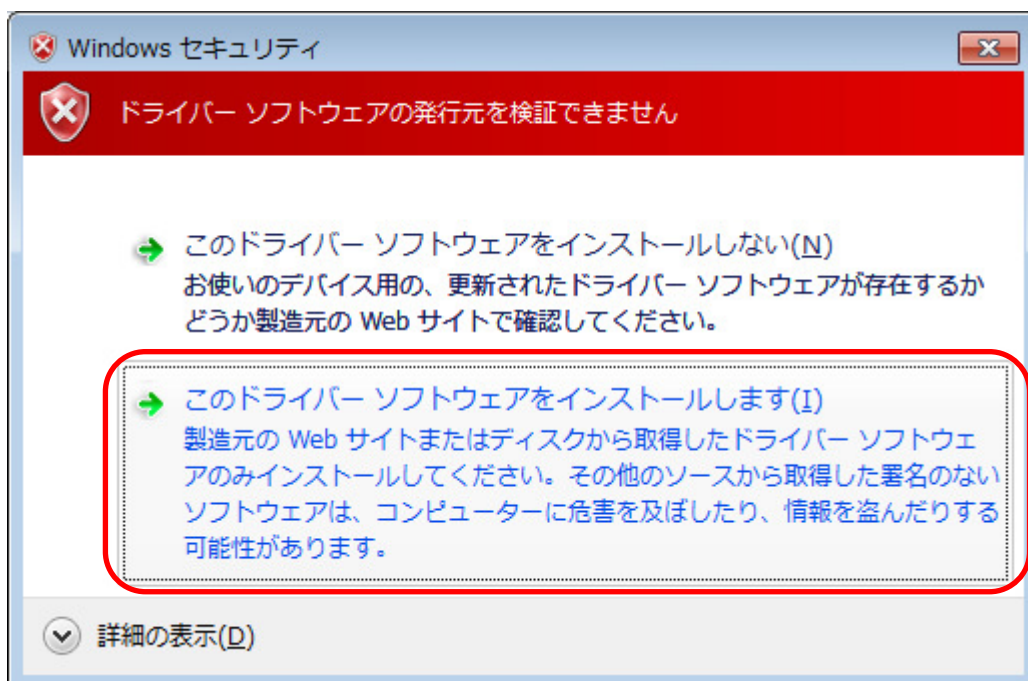 Windows セキュリティ
ドライバー ソフトウェアの発行元を検証できません
このドライバー ソフトウェアをインストールしない(N)
お使いのデバイス用の、更新されたドライバー ソフトウェアが存在するか
どうか製造元の Web サイトで確認してください。
このドライバー ソフトウェアをインストールします(I)
製造元の Web サイトまたはディスクから取得したドライバー ソフトウェ
アのみインストールしてください。その他のソースから取得した署名のない
ソフトウェアは、コンピューターに危害を及ぼしたり、情報を盗んだりする
可能性があります。
詳細の表示(D)